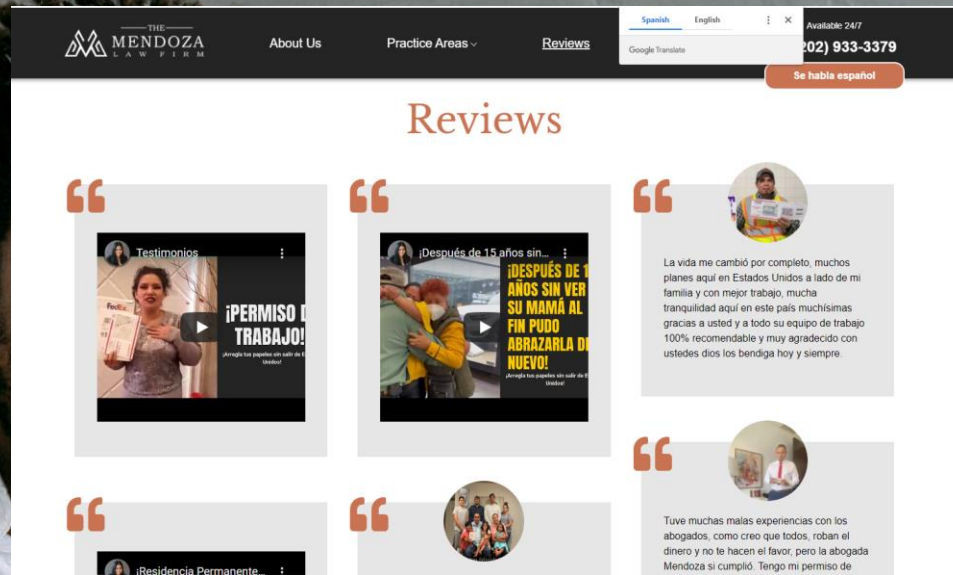 THE
MENDOZA
LAW FIRM
About Us
Practice Areas
Reviews
Spanish English
Google Translate
Available 24/7
202) 933-3379
Se habla español
Reviews
Testimonios
¡PERMISO D
TRABAJO!
¡Arregla tus papeles sin salir de E
Unidos!
FedEx
¡Después de 15 años sin...
¡DESPUÉS DE 1
AÑOS SIN VER
SU MAMÁ AL
FIN PUDO
ABRAZARLA DE
NUEVO!
¡Arregla tus papeles sin salir de E
Unidos!
La vida me cambió por completo, muchos
planes aquí en Estados Unidos a lado de mi
familia y con mejor trabajo, mucha
tranquilidad aquí en este país muchísimas
gracias a usted y a todo su equipo de trabajo
100% recomendable y muy agradecido con
ustedes dios los bendiga hoy y siempre.
Tuve muchas malas experiencias con los
abogados, como creo que todos, roban el
dinero y no te hacen el favor, pero la abogada
Mendoza si cumplió. Tengo mi permiso de
¡Residencia Permanente...